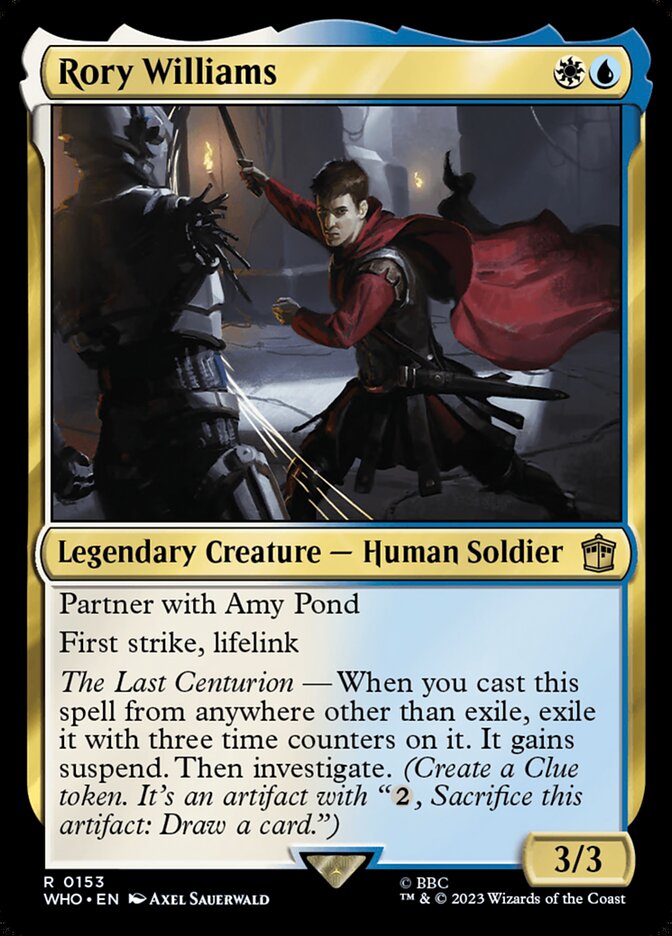 Rory Williams
Legendary Creature — Human Soldier
Partner with Amy Pond
First strike, lifelink
The Last Centurion — When you cast this
spell from anywhere other than exile, exile
it with three time counters on it. It gains
suspend. Then investigate. (Create a Clue
token. It's an artifact with “2, Sacrifice this
artifact: Draw a card.”)
3/3
R 0153
WHO • EN AXEL SAUERWALD
© BBC
™ & © 2023 Wizards of the Coast